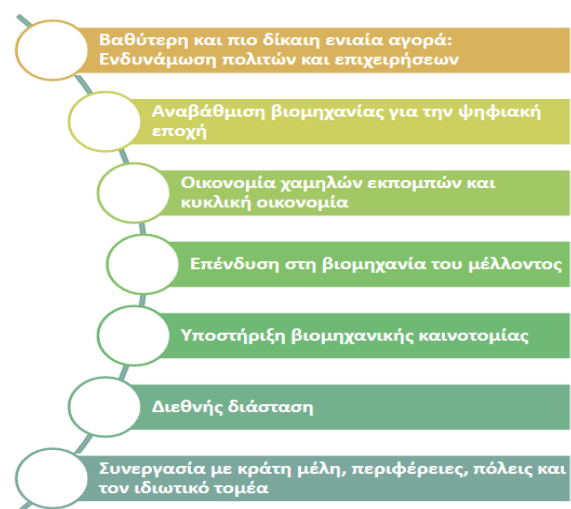 Βαθύτερη και πιο δίκαιη ενιαία αγορά:
Ενδυνάμωση πολιτών και επιχειρήσεων
Αναβάθμιση βιομηχανίας για την ψηφιακή
εποχή
Οικονομία χαμηλών εκπομπών και
κυκλική οικονομία
Επένδυση στη βιομηχανία του μέλλοντος
Υποστήριξη βιομηχανικής καινοτομίας
Διεθνής διάσταση
Συνεργασία με κράτη μέλη, περιφέρειες, πόλεις και
τον ιδιωτικό τομέα